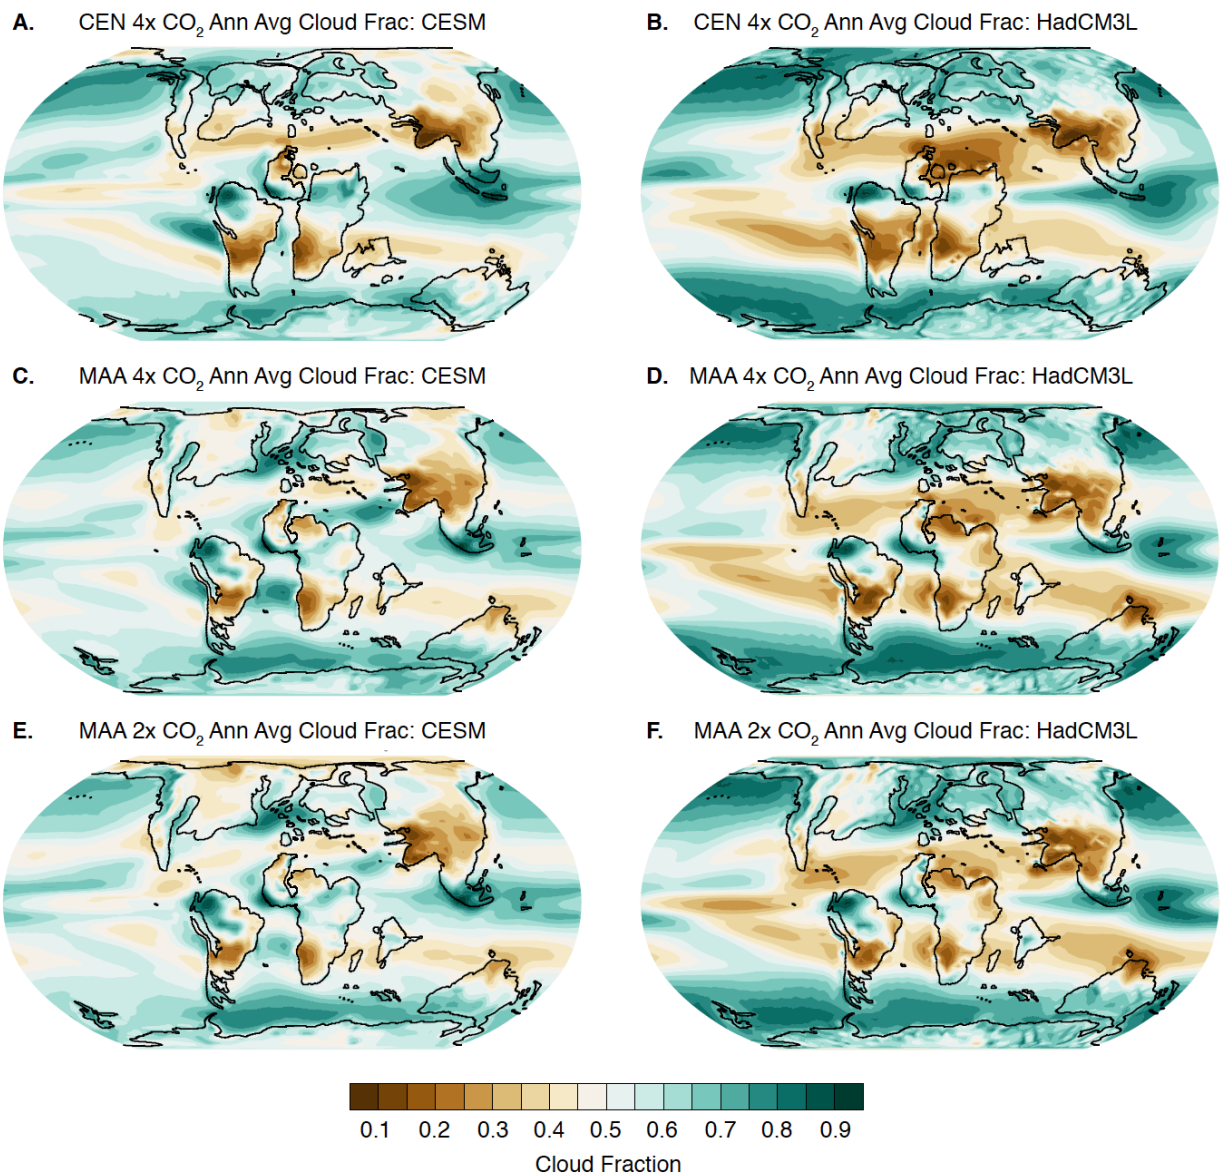 A. CEN 4x CO2 Ann Avg Cloud Frac: CESM
B. CEN 4x CO2 Ann Avg Cloud Frac: HadCM3L
C. MAA 4x CO2 Ann Avg Cloud Frac: CESM
D. MAA 4x CO2 Ann Avg Cloud Frac: HadCM3L
E. MAA 2x CO2 Ann Avg Cloud Frac: CESM
F. MAA 2x CO2 Ann Avg Cloud Frac: HadCM3L
0.1 0.2 0.3 0.4 0.5 0.6 0.7 0.8 0.9
Cloud Fraction